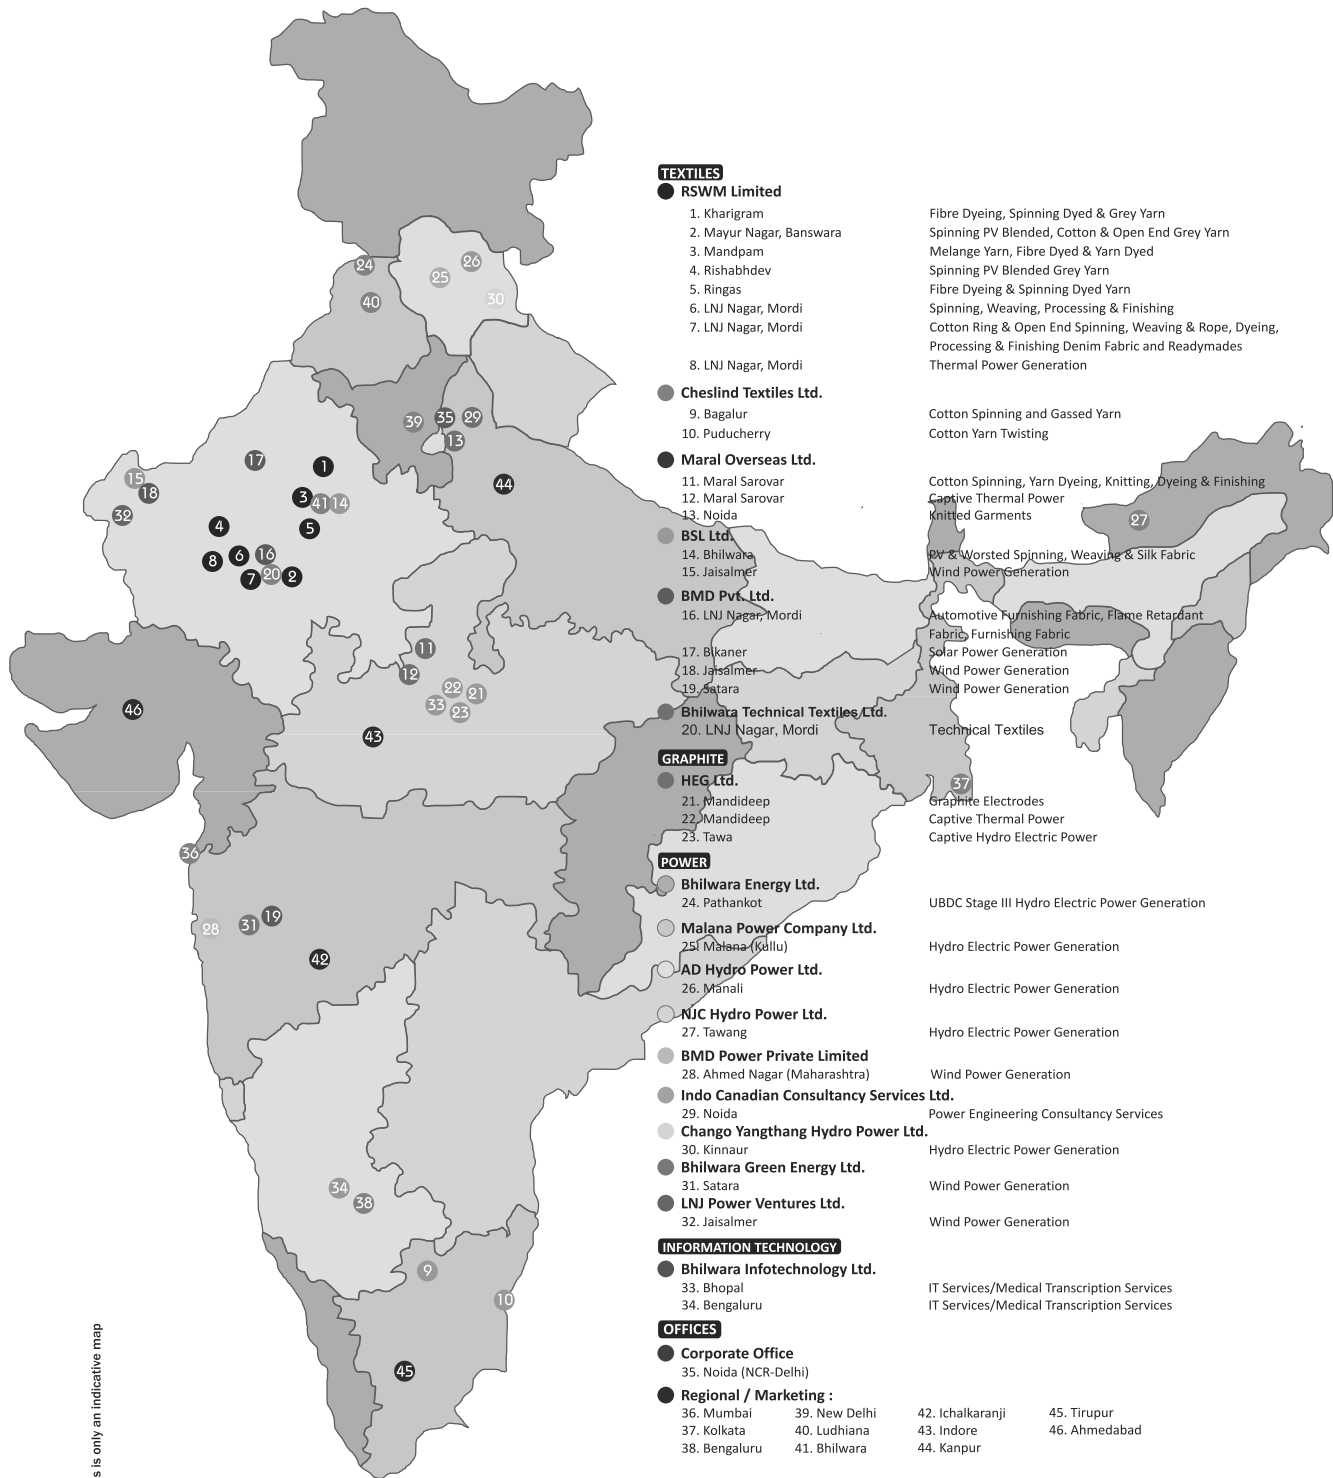 TEXTILES
RSWM Limited
1. Kharigram Fibre Dyeing, Spinning Dyed & Grey Yarn
2. Mayur Nagar, Banswara Spinning PV Blended, Cotton & Open End Grey Yarn
3. Mandpam Melange Yarn, Fibre Dyed & Yarn Dyed
4. Rishabhdev Spinning PV Blended Grey Yarn
5. Ringas Fibre Dyeing & Spinning Dyed Yarn
6. LNJ Nagar, Mordi Spinning, Weaving, Processing & Finishing
7. LNJ Nagar, Mordi Cotton Ring & Open End Spinning, Weaving & Rope, Dyeing,
Processing & Finishing Denim Fabric and Readymades
8. LNJ Nagar, Mordi Thermal Power Generation
Cheslind Textiles Ltd.
9. Bagalur Cotton Spinning and Gassed Yarn
10. Puducherry Cotton Yarn Twisting
Maral Overseas Ltd.
11. Maral Sarovar Cotton Spinning, Yarn Dyeing, Knitting, Dyeing & Finishing
12. Maral Sarovar Captive Thermal Power
13. Noida Knitted Garments
BSL Ltd.
14. Bhilwara PV & Worsted Spinning, Weaving & Silk Fabric
15. Jaisalmer Wind Power Generation
BMD Pvt. Ltd.
16. LNJ Nagar, Mordi Automotive Furnishing Fabric, Flame Retardant
Fabric, Furnishing Fabric
17. Bikaner Solar Power Generation
18. Jaisalmer Wind Power Generation
19. Satara Wind Power Generation
Bhilwara Technical Textiles Ltd.
20. LNJ Nagar, Mordi Technical Textiles
GRAPHITE
HEG Ltd.
21. Mandideep Graphite Electrodes
22. Mandideep Captive Thermal Power
23. Tawa Captive Hydro Electric Power
POWER
Bhilwara Energy Ltd.
24. Pathankot UBDC Stage III Hydro Electric Power Generation
Malana Power Company Ltd.
25. Malana (Kullu) Hydro Electric Power Generation
AD Hydro Power Ltd.
26. Manali Hydro Electric Power Generation
NJC Hydro Power Ltd.
27. Tawang Hydro Electric Power Generation
BMD Power Private Limited
28. Ahmed Nagar (Maharashtra) Wind Power Generation
Indo Canadian Consultancy Services Ltd.
29. Noida Power Engineering Consultancy Services
Chango Yangthang Hydro Power Ltd.
30. Kinnaur Hydro Electric Power Generation
Bhilwara Green Energy Ltd.
31. Satara Wind Power Generation
LNJ Power Ventures Ltd.
32. Jaisalmer Wind Power Generation
INFORMATION TECHNOLOGY
Bhilwara Infotechnology Ltd.
33. Bhopal IT Services/Medical Transcription Services
34. Bengaluru IT Services/Medical Transcription Services
OFFICES
Corporate Office
35. Noida (NCR-Delhi)
Regional / Marketing :
36. Mumbai 39. New Delhi 42. Ichalkaranji 45. Tirupur
37. Kolkata 40. Ludhiana 43. Indore 46. Ahmedabad
38. Bengaluru 41. Bhilwara 44. Kanpur
24
26
25
30
40
39
35
29
13
17
1
15
18
3
41
14
44
32
4
5
27
8
6
16
7
20
2
11
12
22
21
33
23
46
43
37
36
28
31
19
42
34
38
9
10
45
s is only an indicative map